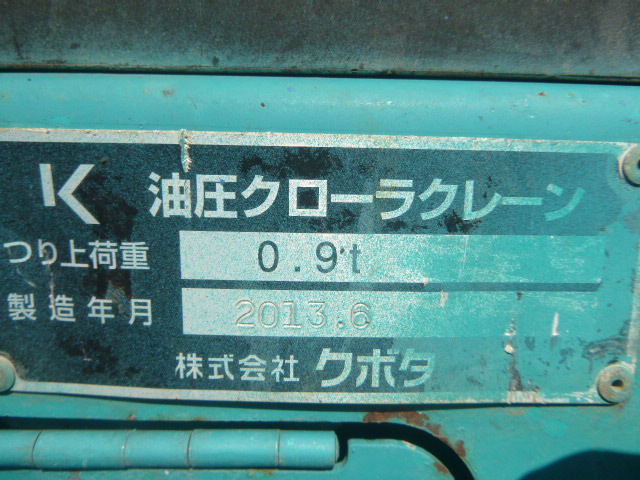 K 油圧クローラクレーン
つり上荷重 0.9t
製造年月 2013.6
株式会社 クボタ